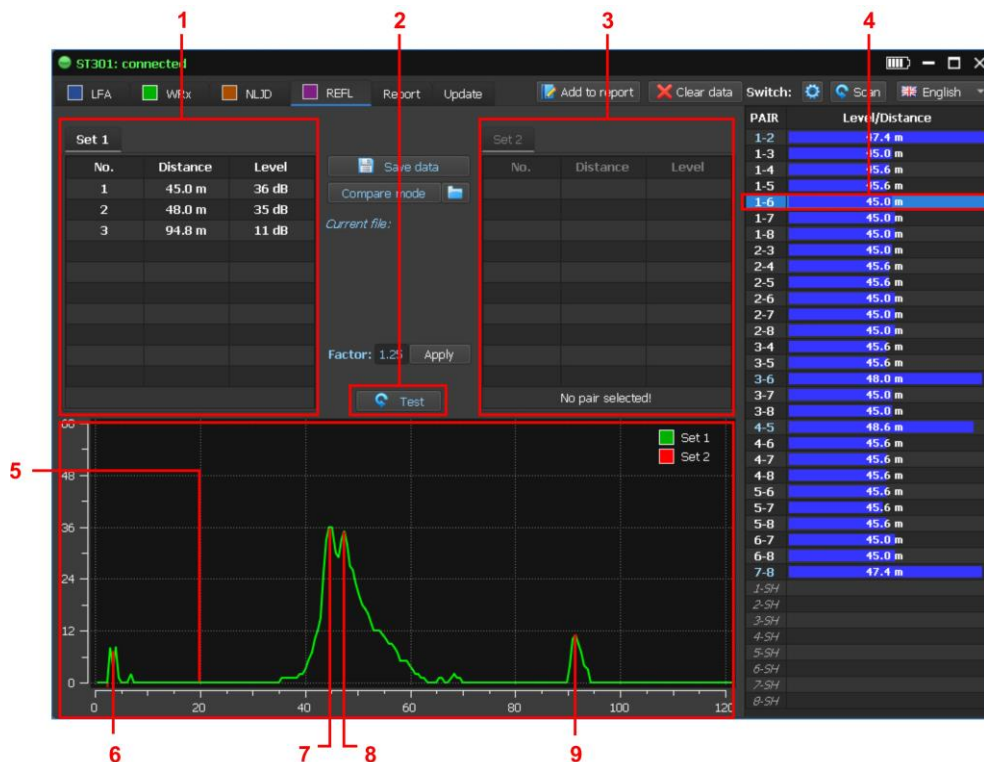 1 2 3 4
ST301: connected
LFA WRx NLJD REFL Report Update Add to report Clear data Switch: Scan English
Set 1
No. Distance Level
1 45.0 m 36 dB
2 48.0 m 35 dB
3 94.8 m 11 dB
Save data
Compare mode
Current file:
Factor: 1.25 Apply
Test
Set 2
No. Distance Level
No pair selected!
PAIR Level/Distance
1-2 47.4 m
1-3 45.0 m
1-4 45.6 m
1-5 45.6 m
1-6 45.0 m
1-7 45.0 m
1-8 45.0 m
2-3 45.0 m
2-4 45.6 m
2-5 45.6 m
2-6 45.0 m
2-7 45.0 m
2-8 45.0 m
3-4 45.6 m
3-5 45.6 m
3-6 48.0 m
3-7 45.0 m
3-8 45.0 m
4-5 48.6 m
4-6 45.6 m
4-7 45.6 m
4-8 45.6 m
5-6 45.6 m
5-7 45.6 m
5-8 45.6 m
6-7 45.0 m
6-8 45.0 m
7-8 47.4 m
1-SH
2-SH
3-SH
4-SH
5-SH
6-SH
7-SH
8-SH
60
Set 1
Set 2
5
48
36
24
12
0
0 20 40 60 80 100 120
6 7 8 9